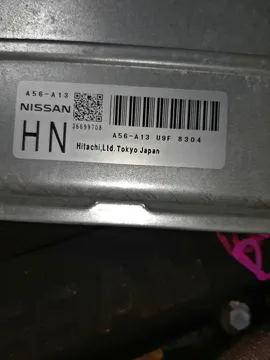 A56-A13
NISSAN
HN
36699708
A56-A13 U9F 8304
Hitachi,Ltd.Tokyo Japan